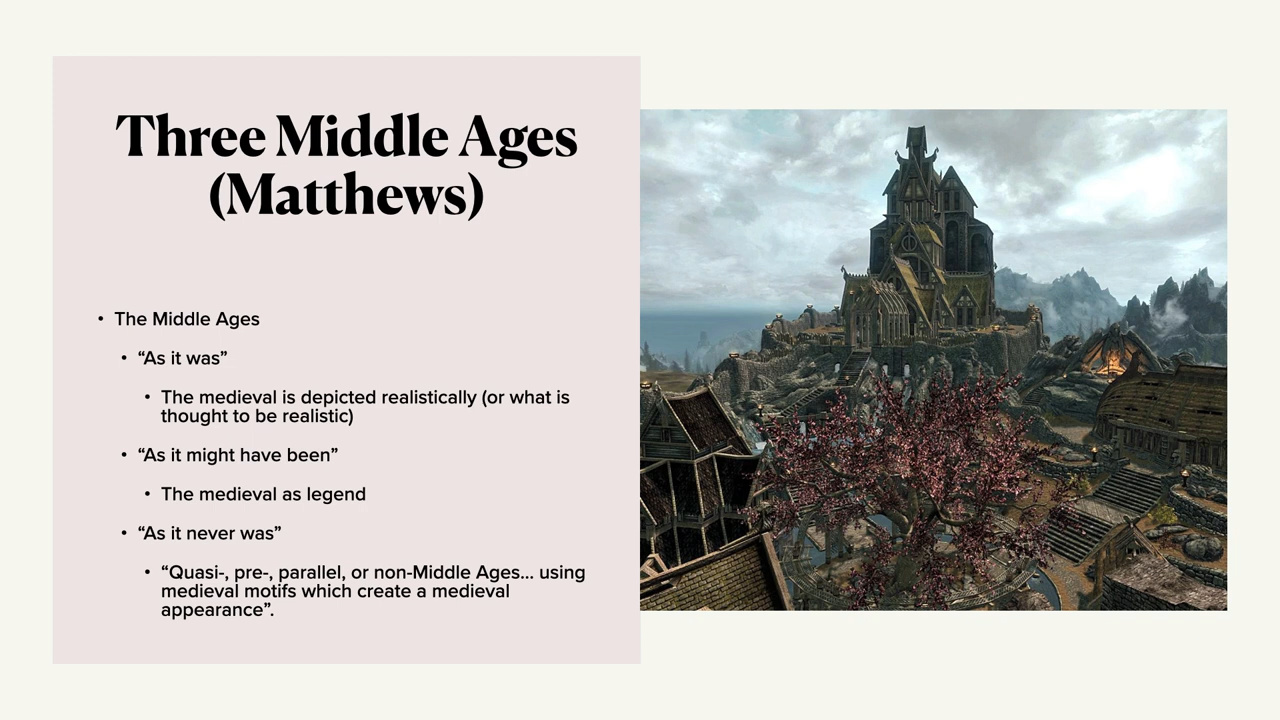 Three Middle Ages
(Matthews)
• The Middle Ages
• “As it was”
• The medieval is depicted realistically (or what is
thought to be realistic)
• “As it might have been”
• The medieval as legend
• “As it never was”
• “Quasi-, pre-, parallel, or non-Middle Ages... using
medieval motifs which create a medieval
appearance”.